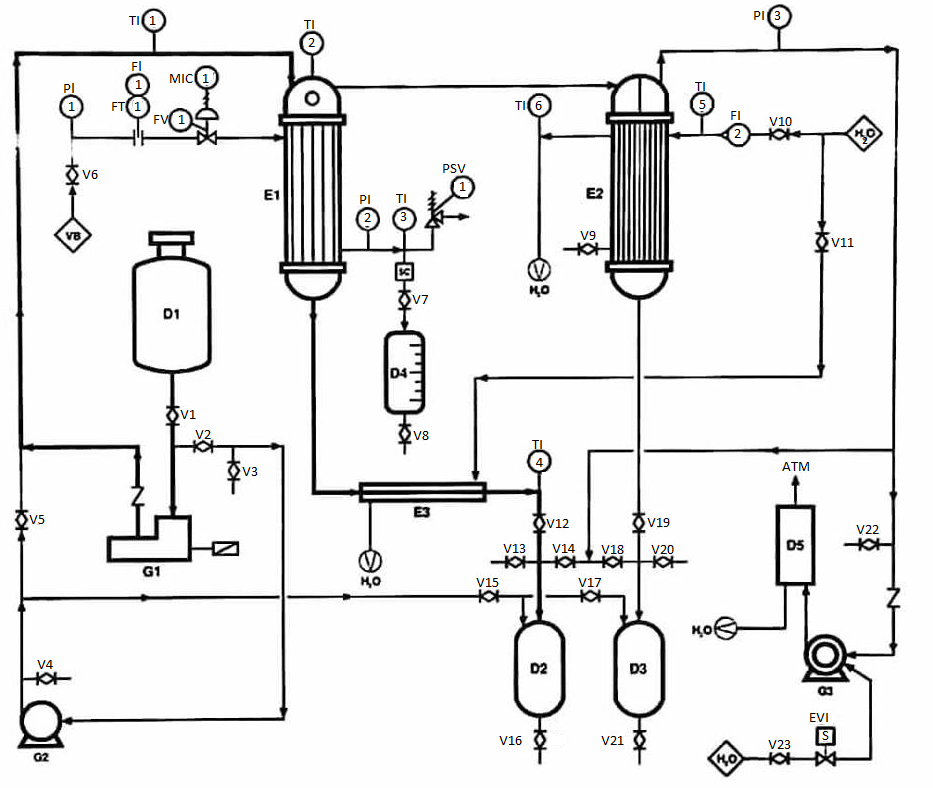 TI 1
TI 2
PI 3
FI 1
MIC 1
PI 1
FT 1
FV 1
TI 6
TI 5
FI 2
V10
H2O
V6
VB
E1
PSV 1
PI 2
TI 3
E2
V9
V11
H2O
V7
D1
D4
V1
V2
V8
V3
TI 4
ATM
V5
E3
V12
V19
V22
D5
G1
H2O
V13
V14
V18
V20
V15
V17
H2O
V4
D2
D3
G3
G2
V16
V21
EVI
S
V23
H2O